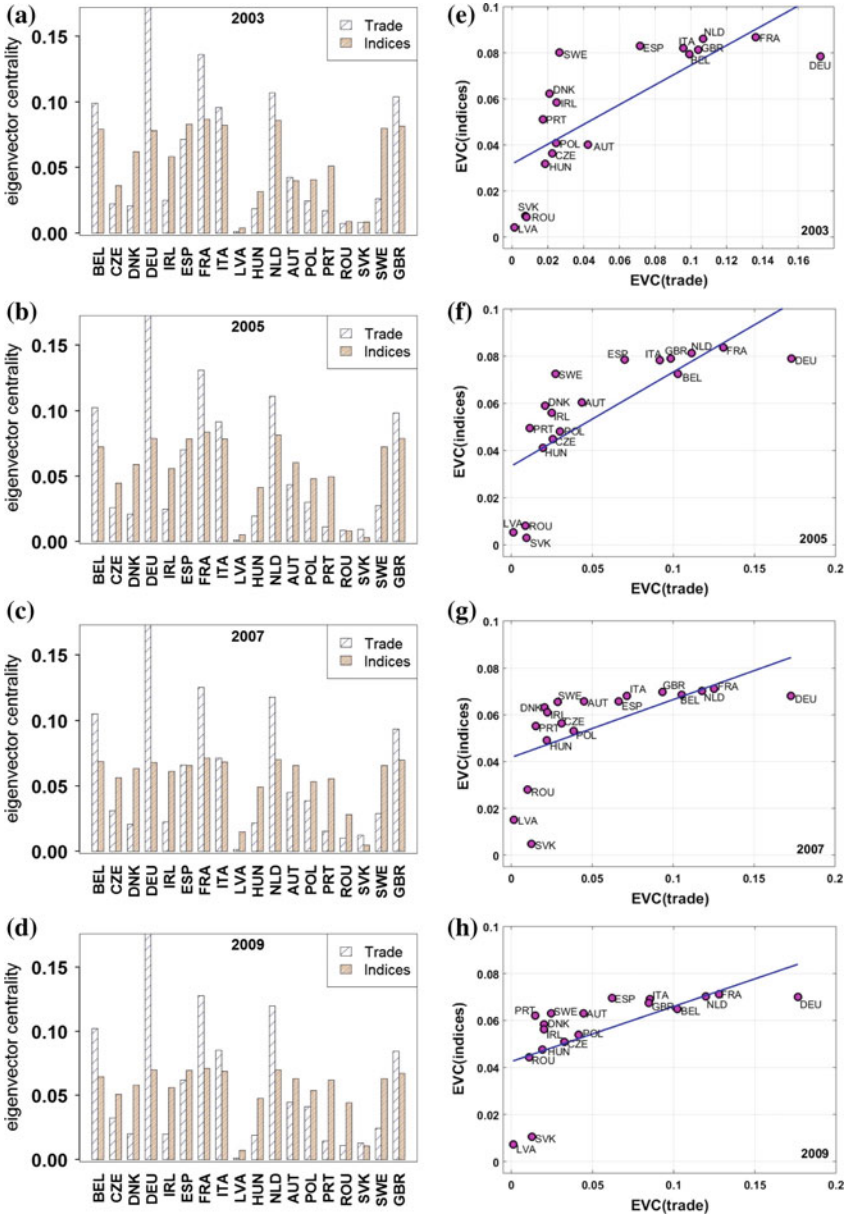 (a)
2003
Trade
Indices
eigenvector centrality
0.15
0.10
0.05
0.00
BEL
CZE
DNK
DEU
IRL
ESP
FRA
ITA
LVA
HUN
NLD
AUT
POL
PRT
ROU
SVK
SWE
GBR
(e)
EVC(indices)
0.1
0.08
0.06
0.04
0.02
0
SWE
ESP
ITA
NLD
GBR
BEL
FRA
DEU
DNK
IRL
PRT
POL
AUT
CZE
HUN
SVK
ROU
LVA
2003
0
0.02
0.04
0.06
0.08
0.1
0.12
0.14
0.16
EVC(trade)
(b)
2005
Trade
Indices
eigenvector centrality
0.15
0.10
0.05
0.00
BEL
CZE
DNK
DEU
IRL
ESP
FRA
ITA
LVA
HUN
NLD
AUT
POL
PRT
ROU
SVK
SWE
GBR
(f)
EVC(indices)
0.1
0.08
0.06
0.04
0.02
0
ESP
ITA
GBR
NLD
FRA
DEU
SWE
BEL
DNK
AUT
IRL
PRT
POL
CZE
HUN
LVA
ROU
SVK
2005
0
0.05
0.1
0.15
0.2
EVC(trade)
(c)
2007
Trade
Indices
eigenvector centrality
0.15
0.10
0.05
0.00
BEL
CZE
DNK
DEU
IRL
ESP
FRA
ITA
LVA
HUN
NLD
AUT
POL
PRT
ROU
SVK
SWE
GBR
(g)
EVC(indices)
0.1
0.08
0.06
0.04
0.02
0
SWE
ITA
GBR
FRA
DNK
AUT
ESP
BEL
NLD
DEU
IRL
PRT
CZE
POL
HUN
ROU
LVA
SVK
2007
0
0.05
0.1
0.15
0.2
EVC(trade)
(d)
2009
Trade
Indices
eigenvector centrality
0.15
0.10
0.05
0.00
BEL
CZE
DNK
DEU
IRL
ESP
FRA
ITA
LVA
HUN
NLD
AUT
POL
PRT
ROU
SVK
SWE
GBR
(h)
EVC(indices)
0.1
0.08
0.06
0.04
0.02
0
ESP
ITA
FRA
PRT
SWE
AUT
GBR
BEL
NLD
DEU
DNK
IRL
POL
CZE
HUN
ROU
SVK
LVA
2009
0
0.05
0.1
0.15
0.2
EVC(trade)